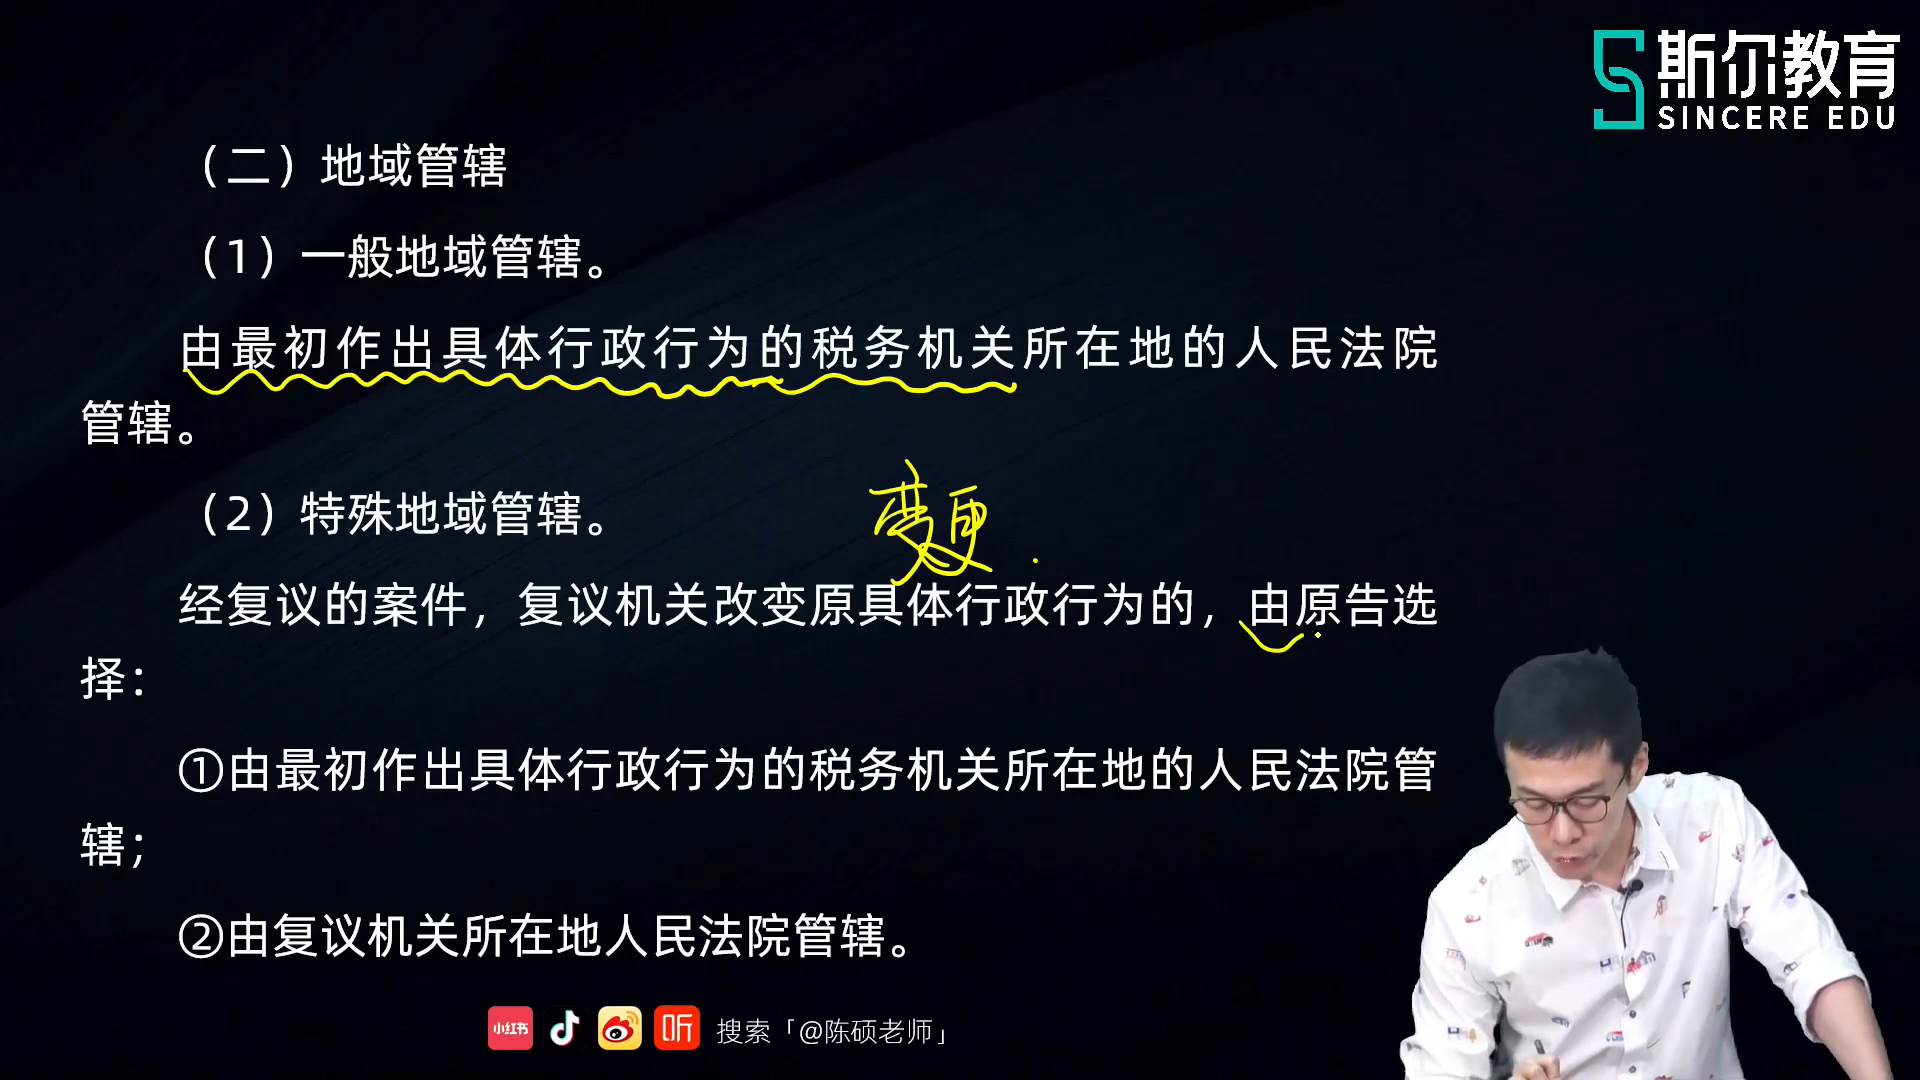 斯尔教育
SINCERE EDU
（二）地域管辖
（1）一般地域管辖。
由最初作出具体行政行为的税务机关所在地的人民法院
管辖。
（2）特殊地域管辖。
变更
经复议的案件，复议机关改变原具体行政行为的，由原告选
择：
①由最初作出具体行政行为的税务机关所在地的人民法院管
辖；
②由复议机关所在地人民法院管辖。
小红书 听 搜索「@陈硕老师」